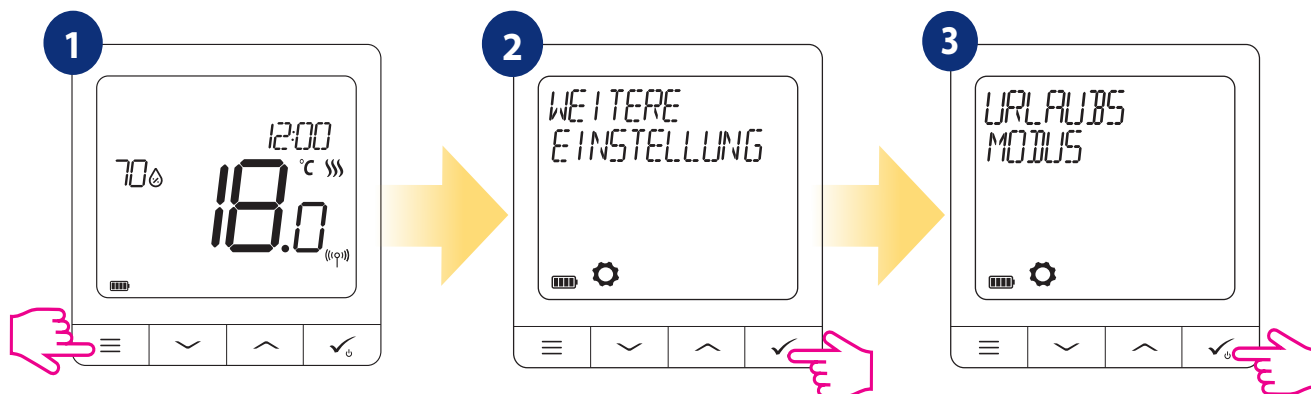 1
12:00
70
°C
18.0
2
WEITERE
EINSTELLUNG
3
URLAUBS
MODUS